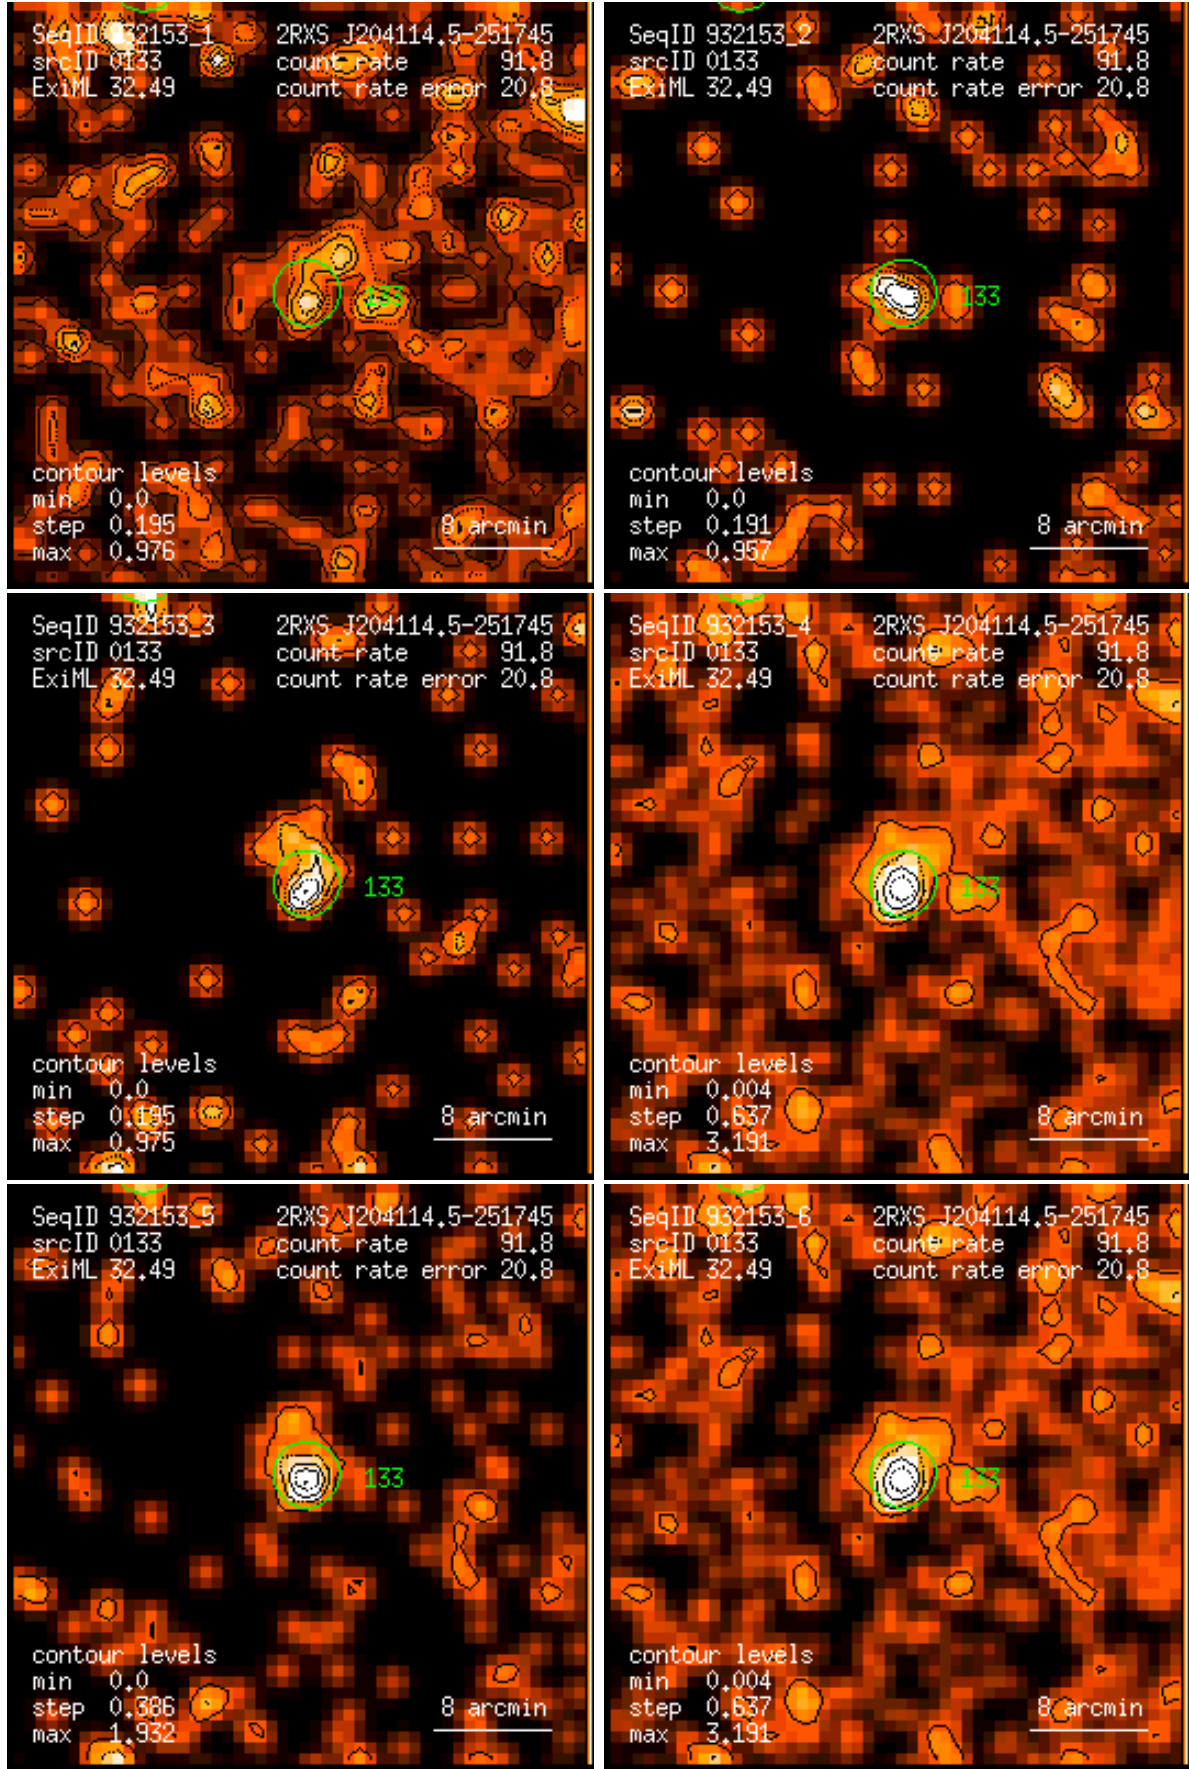 SeqID 932153_1 2RXS J204114.5-251745
srcID 0133 count rate 91.8
ExiML 32.49 count rate error 20.8
133
contour levels
min 0.0
step 0.195
max 0.976
8 arcmin
SeqID 932153_2 2RXS J204114.5-251745
srcID 0133 count rate 91.8
ExiML 32.49 count rate error 20.8
133
contour levels
min 0.0
step 0.191
max 0.957
8 arcmin
SeqID 932153_3 2RXS J204114.5-251745
srcID 0133 count rate 91.8
ExiML 32.49 count rate error 20.8
133
contour levels
min 0.0
step 0.195
max 0.975
8 arcmin
SeqID 932153_4 2RXS J204114.5-251745
srcID 0133 count rate 91.8
ExiML 32.49 count rate error 20.8
133
contour levels
min 0.004
step 0.637
max 3.191
8 arcmin
SeqID 932153_5 2RXS J204114.5-251745
srcID 0133 count rate 91.8
ExiML 32.49 count rate error 20.8
133
contour levels
min 0.0
step 0.386
max 1.932
8 arcmin
SeqID 932153_6 2RXS J204114.5-251745
srcID 0133 count rate 91.8
ExiML 32.49 count rate error 20.8
133
contour levels
min 0.004
step 0.637
max 3.191
8 arcmin